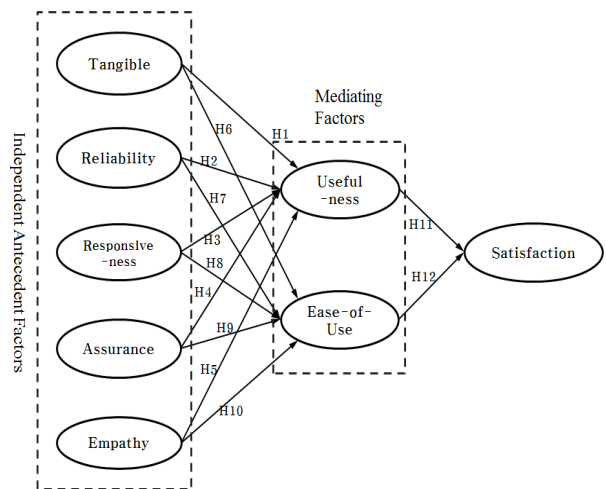 Independent Antecedent Factors
Tangible
Reliability
Responsive
-ness
Assurance
Empathy
H6
H1
H2
H7
H3
H8
H4
H9
H5
H10
Mediating
Factors
Useful
-ness
Ease-of-
Use
H11
H12
Satisfaction